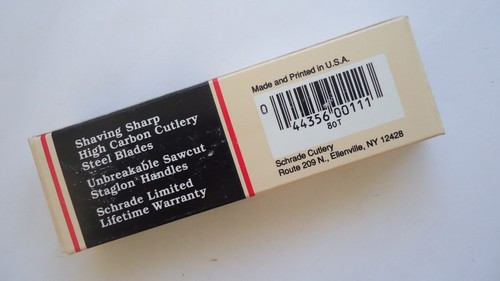 Shaving Sharp
High Carbon Cutlery
Steel Blades
Unbreakable Sawcut
Staglon Handles
Schrade Limited
Lifetime Warranty
Made and Printed in U.S.A.
0
44356 00111
8OT
Schrade Cutlery
Route 209 N., Ellenville, NY 12428